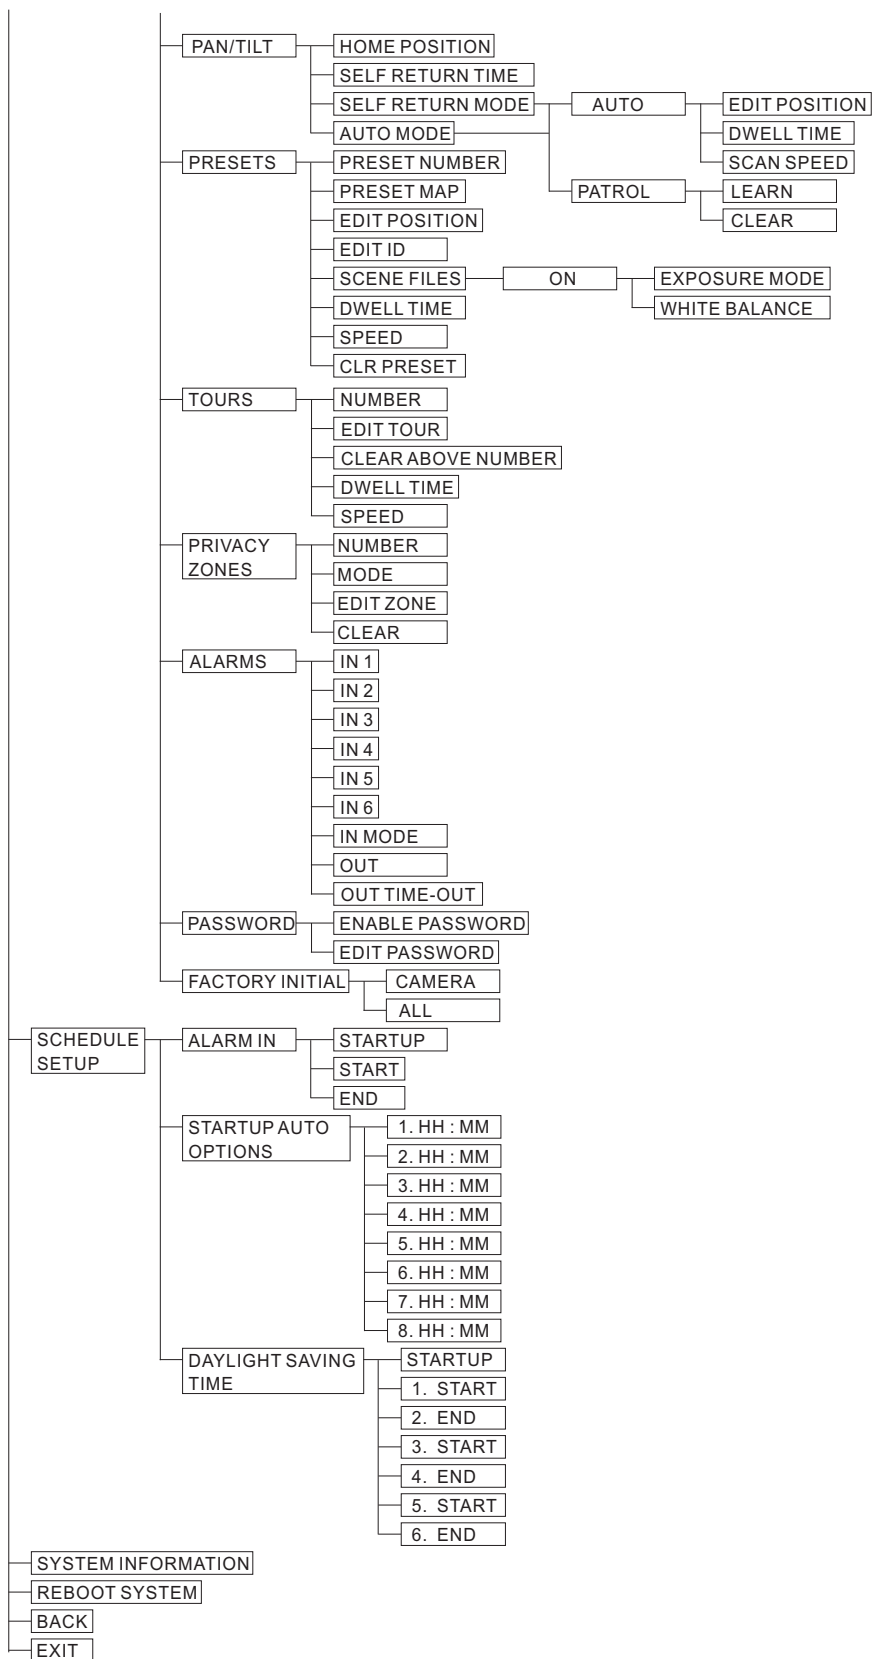 PAN/TILT HOME POSITION
SELF RETURN TIME
SELF RETURN MODE AUTO EDIT POSITION
AUTO MODE DWELL TIME
PRESETS PRESET NUMBER SCAN SPEED
PRESET MAP PATROL LEARN
EDIT POSITION CLEAR
EDIT ID
SCENE FILES ON EXPOSURE MODE
DWELL TIME WHITE BALANCE
SPEED
CLR PRESET
TOURS NUMBER
EDIT TOUR
CLEAR ABOVE NUMBER
DWELL TIME
SPEED
PRIVACY NUMBER
ZONES MODE
EDIT ZONE
CLEAR
ALARMS IN 1
IN 2
IN 3
IN 4
IN 5
IN 6
IN MODE
OUT
OUT TIME-OUT
PASSWORD ENABLE PASSWORD
EDIT PASSWORD
FACTORY INITIAL CAMERA
ALL
SCHEDULE ALARM IN STARTUP
SETUP START
END
STARTUP AUTO 1. HH : MM
OPTIONS 2. HH : MM
3. HH : MM
4. HH : MM
5. HH : MM
6. HH : MM
7. HH : MM
8. HH : MM
DAYLIGHT SAVING STARTUP
TIME 1. START
2. END
3. START
4. END
5. START
6. END
SYSTEM INFORMATION
REBOOT SYSTEM
BACK
EXIT